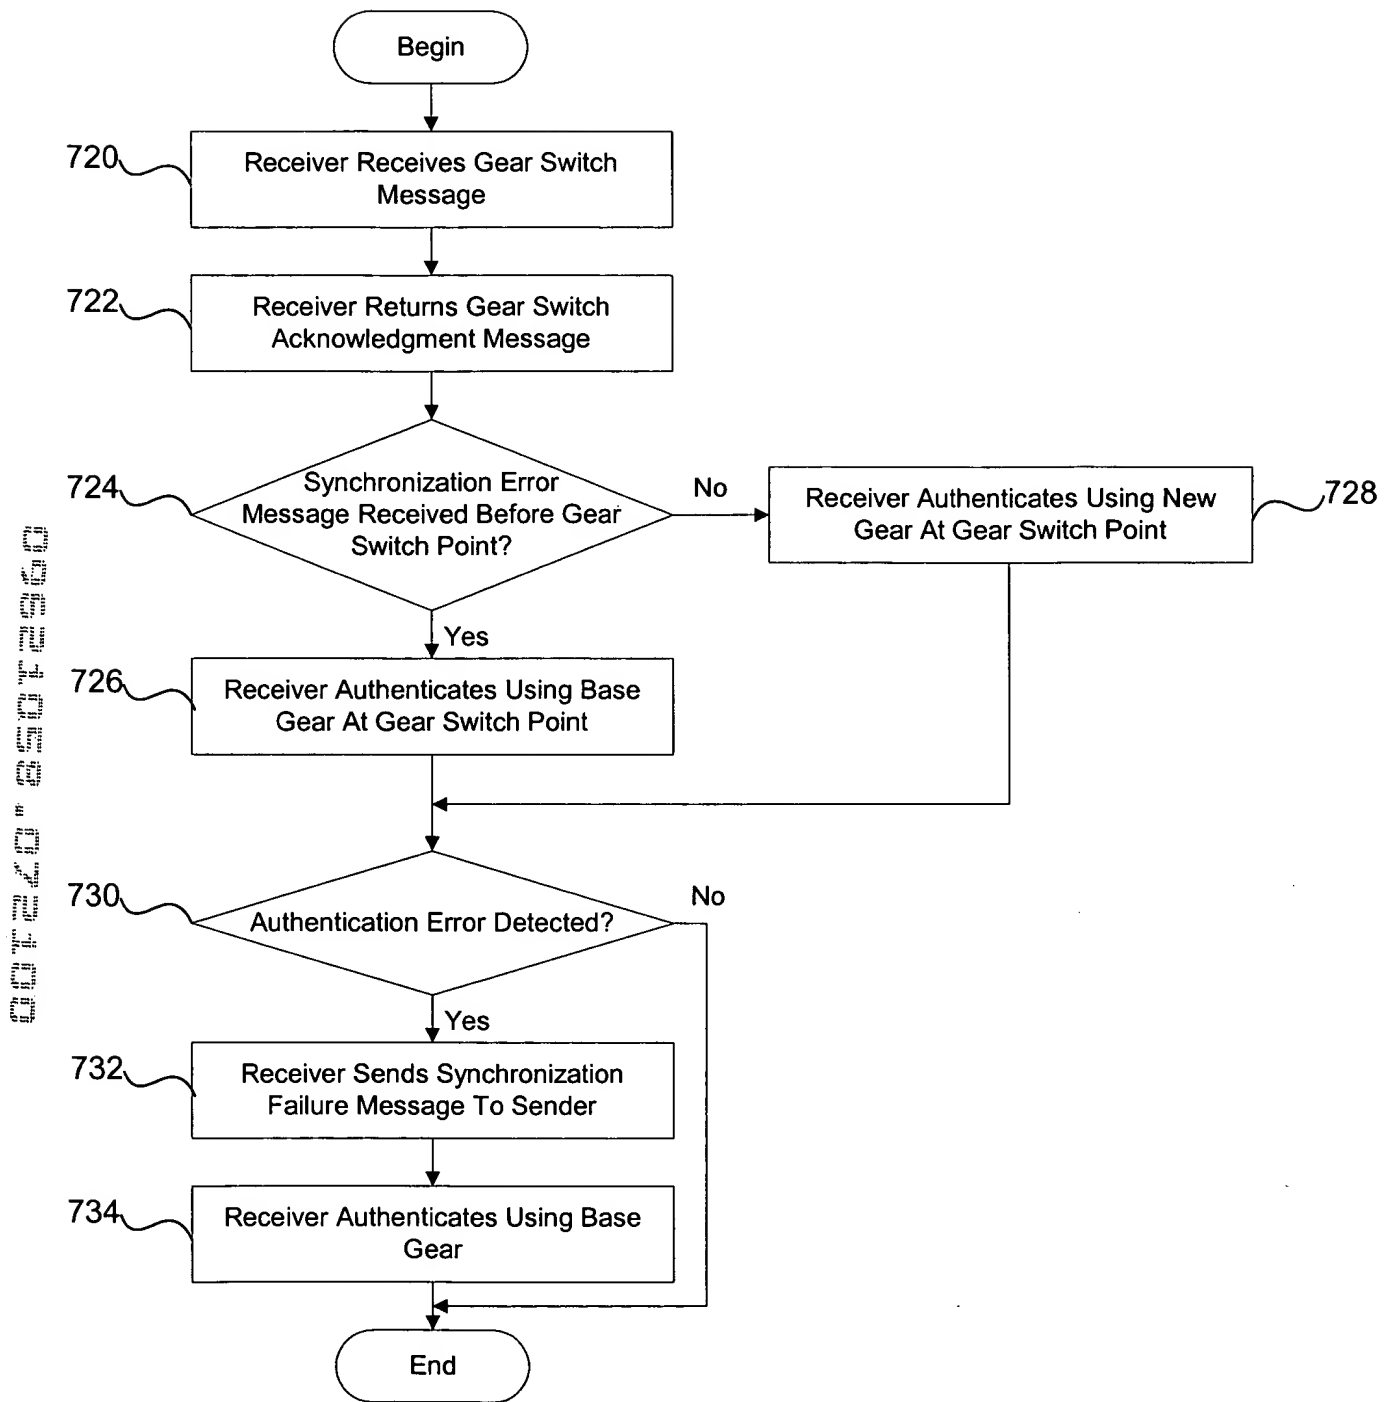 Begin
720
Receiver Receives Gear Switch
Message
722
Receiver Returns Gear Switch
Acknowledgment Message
724
Synchronization Error
Message Received Before Gear
Switch Point?
No
Receiver Authenticates Using New
Gear At Gear Switch Point
728
Yes
726
Receiver Authenticates Using Base
Gear At Gear Switch Point
730
Authentication Error Detected?
No
Yes
732
Receiver Sends Synchronization
Failure Message To Sender
734
Receiver Authenticates Using Base
Gear
End